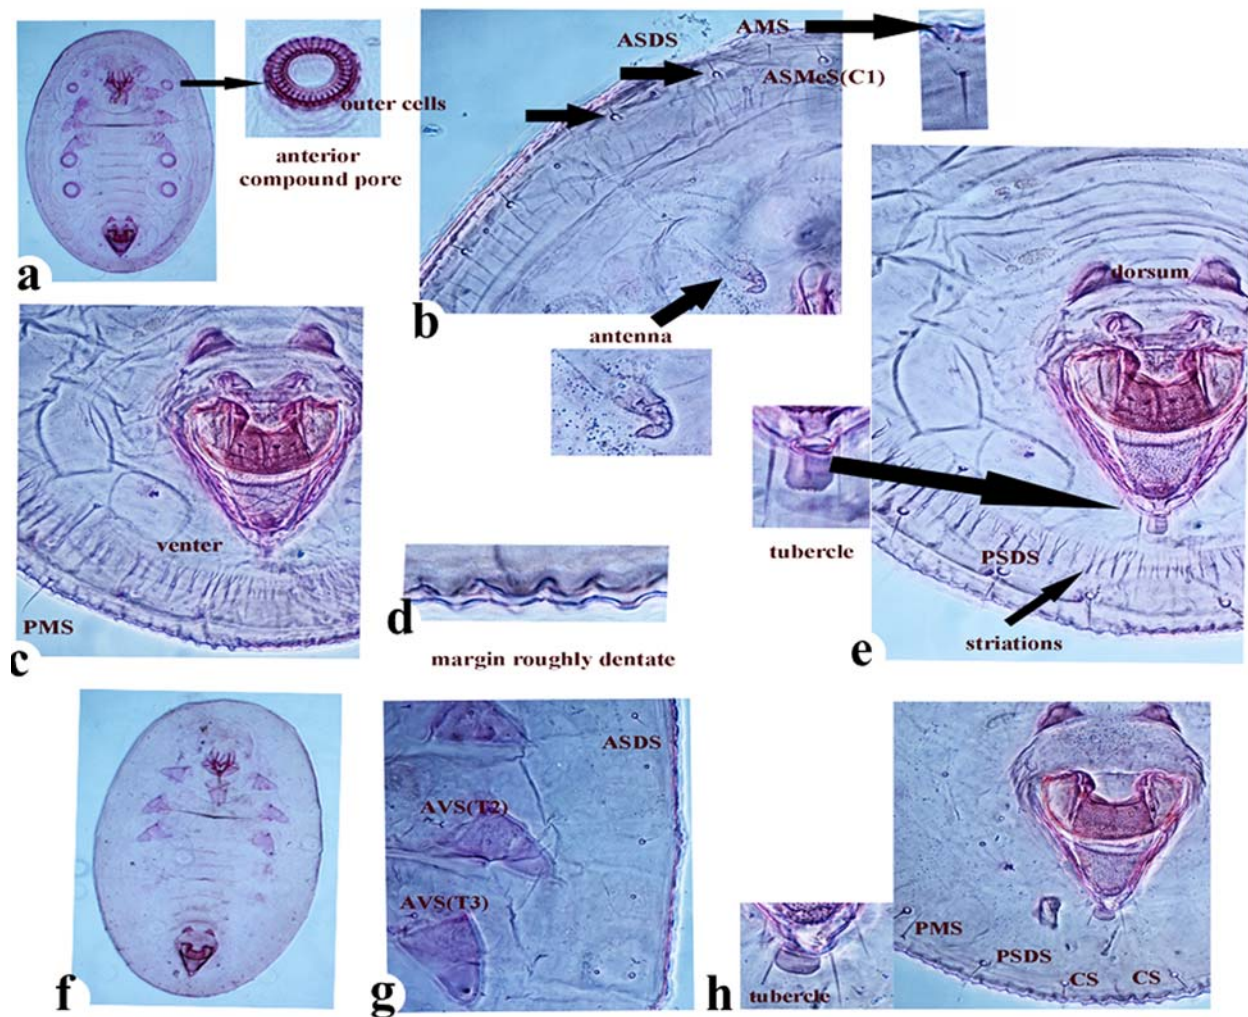 a
outer cells
anterior
compound pore
ASDS
AMS
ASMeS(C1)
b
antenna
dorsum
venter
PMS
c
d
margin roughly dentate
tubercle
PSDS
striations
e
f
ASDS
AVS(T2)
AVS(T3)
g
tubercle
h
PMS
PSDS
CS
CS